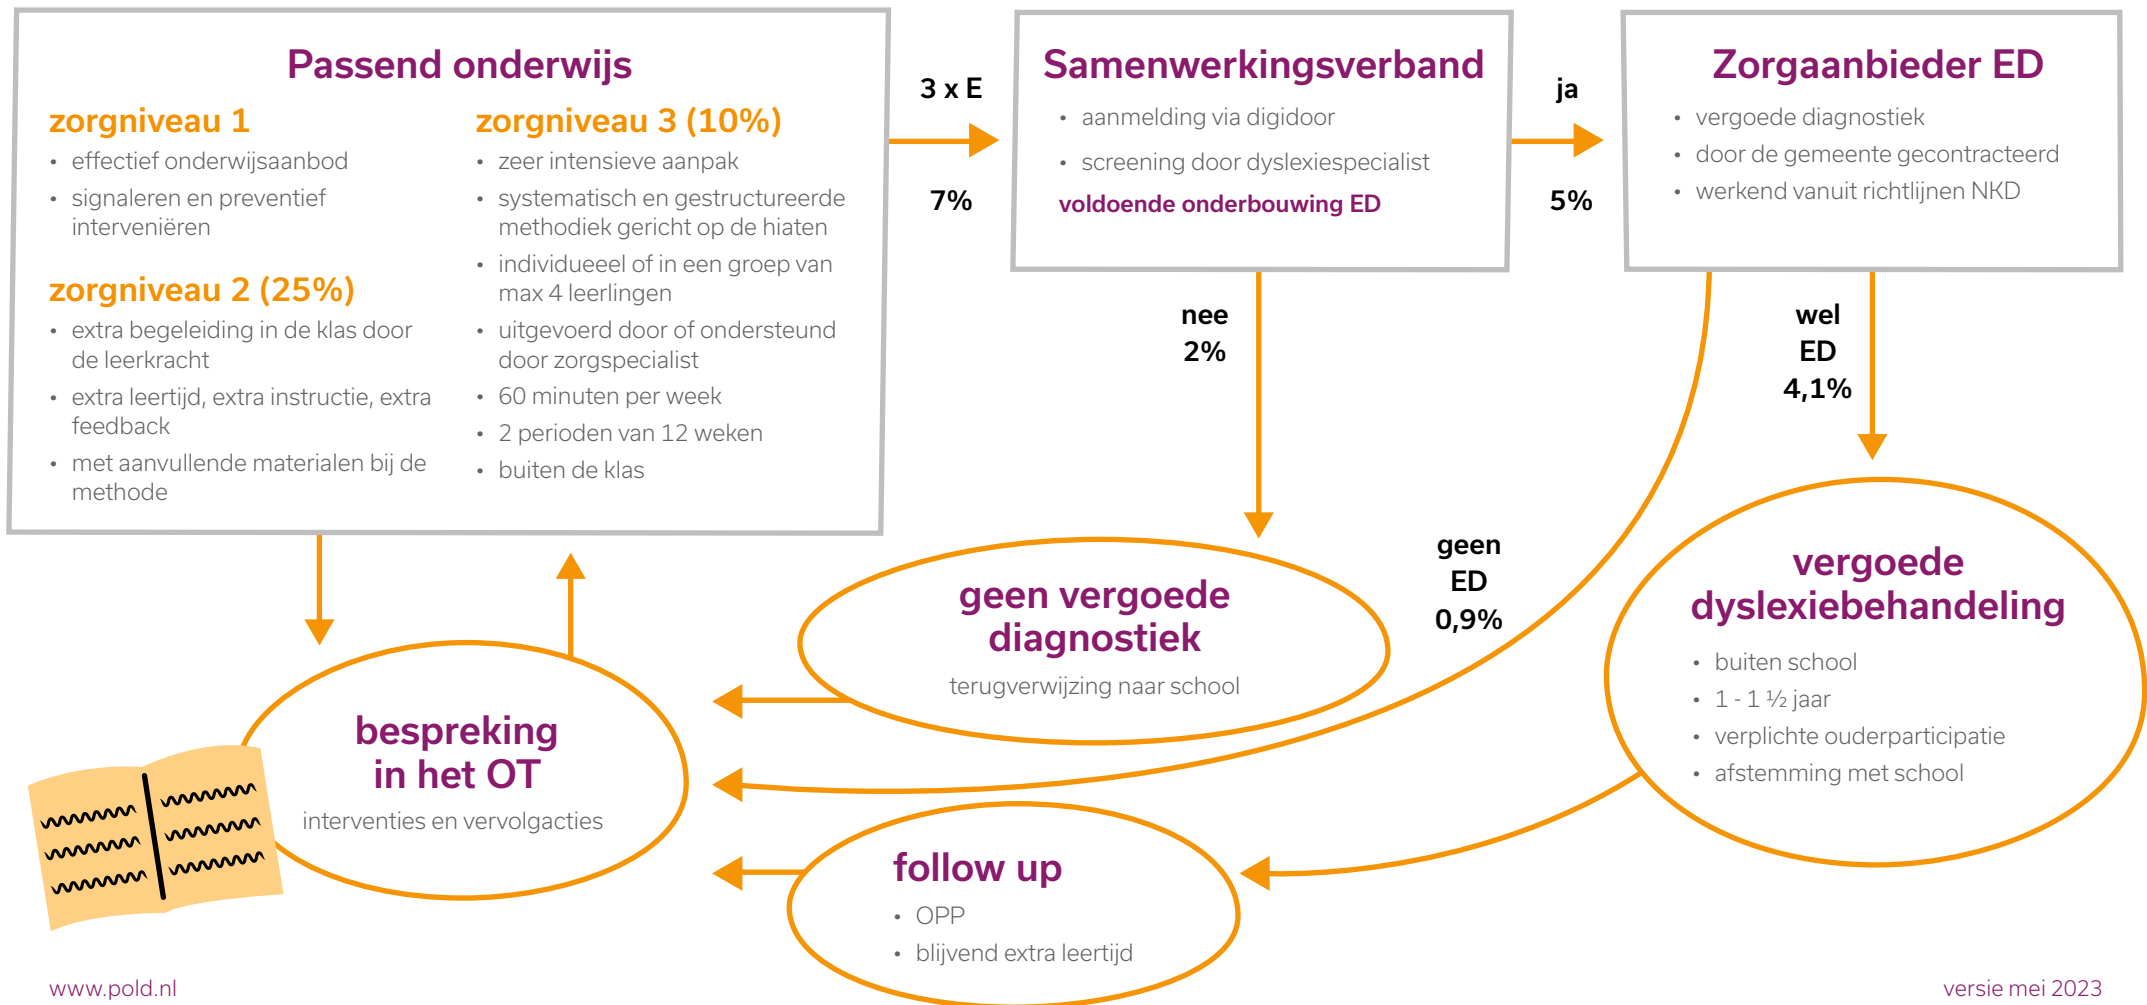 Passend onderwijs
zorgniveau 1
• effectief onderwijsaanbod
• signaleren en preventief
interveniëren
zorgniveau 2 (25%)
• extra begeleiding in de klas door
de leerkracht
• extra leertijd, extra instructie, extra
feedback
• met aanvullende materialen bij de
methode
zorgniveau 3 (10%)
• zeer intensieve aanpak
• systematisch en gestructureerde
methodiek gericht op de hiaten
• individueeel of in een groep van
max 4 leerlingen
• uitgevoerd door of ondersteund
door zorgspecialist
• 60 minuten per week
• 2 perioden van 12 weken
• buiten de klas
3 x E
7%
Samenwerkingsverband
• aanmelding via digidoor
• screening door dyslexiespecialist
voldoende onderbouwing ED
ja
5%
Zorgaanbieder ED
• vergoede diagnostiek
• door de gemeente gecontracteerd
• werkend vanuit richtlijnen NKD
nee
2%
wel
ED
4,1%
geen
ED
0,9%
geen vergoede
diagnostiek
terugverwijzing naar school
vergoede
dyslexiebehandeling
• buiten school
• 1 - 1 ½ jaar
• verplichte ouderparticipatie
• afstemming met school
bespreking
in het OT
interventies en vervolgacties
follow up
• OPP
• blijvend extra leertijd
www.pold.nl
versie mei 2023